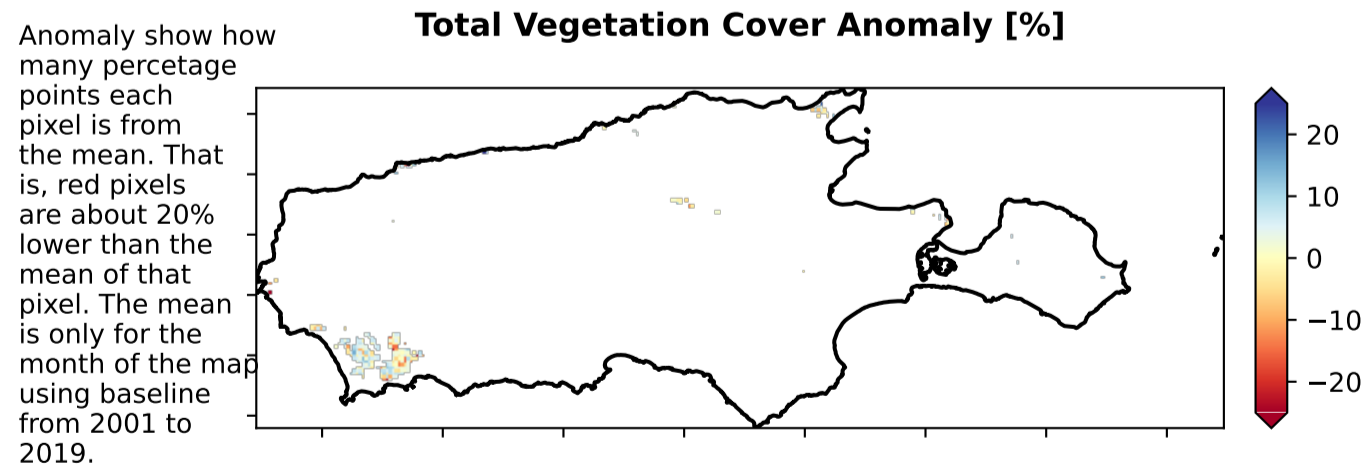 Total Vegetation Cover Anomaly [%]
Anomaly show how
many percetage
points each
pixel is from
the mean. That
is, red pixels
are about 20%
lower than the
mean of that
pixel. The mean
is only for the
month of the map
using baseline
from 2001 to
2019.
20
10
0
−10
−20